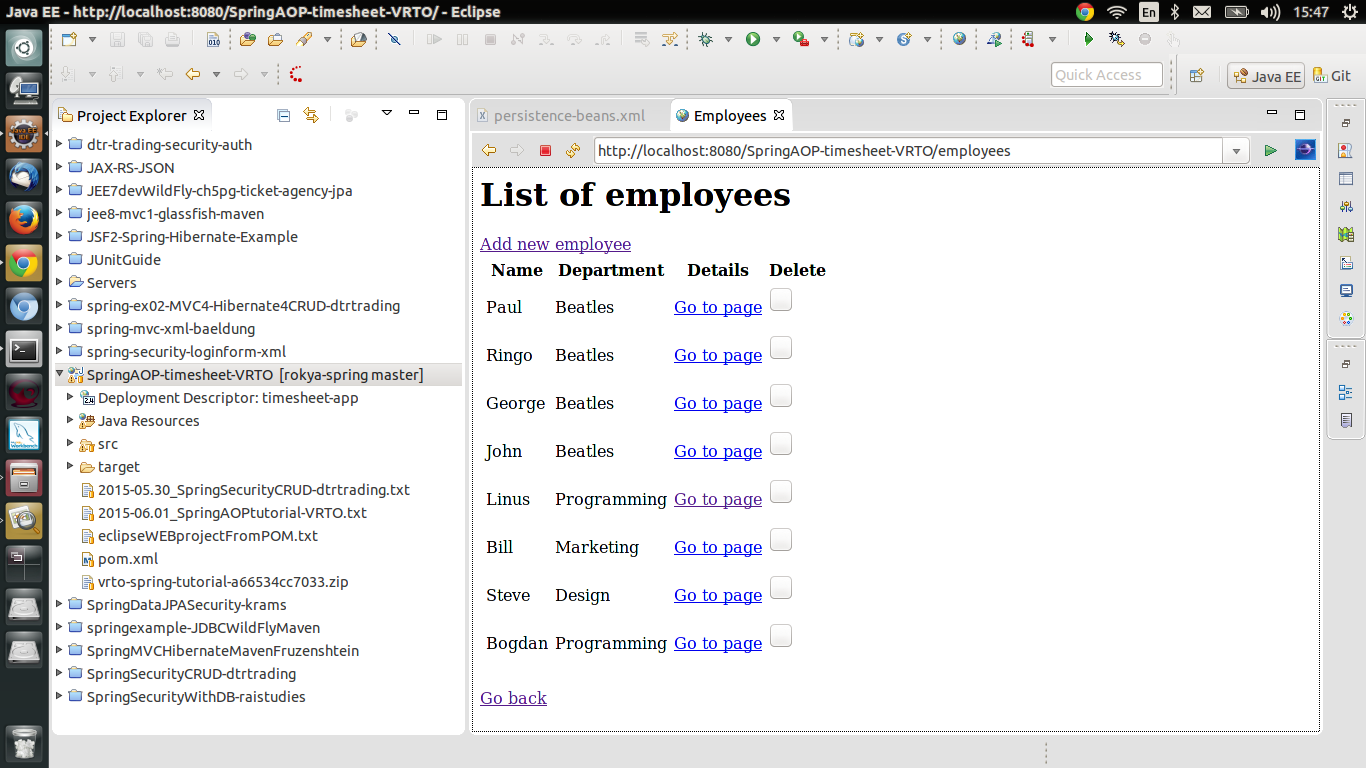 Java EE - http://localhost:8080/SpringAOP-timesheet-VRTO/ - Eclipse
En
15:47
010
Quick Access
Java EE
Git
Project Explorer
persistence-beans.xml
Employees
http://localhost:8080/SpringAOP-timesheet-VRTO/employees
dtr-trading-security-auth
JAX-RS-JSON
JEE7devWildFly-ch5pg-ticket-agency-jpa
jee8-mvc1-glassfish-maven
JSF2-Spring-Hibernate-Example
JUnitGuide
Servers
spring-ex02-MVC4-Hibernate4CRUD-dtrtrading
spring-mvc-xml-baeldung
spring-security-loginform-xml
SpringAOP-timesheet-VRTO [rokya-spring master]
Deployment Descriptor: timesheet-app
Java Resources
src
target
2015-05.30_SpringSecurityCRUD-dtrtrading.txt
2015-06.01_SpringAOPtutorial-VRTO.txt
eclipseWEBprojectFromPOM.txt
pom.xml
vrto-spring-tutorial-a66534cc7033.zip
SpringDataJPASecurity-krams
springexample-JDBCWildFlyMaven
SpringMVCHibernateMavenFruzenshtein
SpringSecurityCRUD-dtrtrading
SpringSecurityWithDB-raistudies
List of employees
Add new employee
Name Department Details Delete
Paul Beatles Go to page
Ringo Beatles Go to page
George Beatles Go to page
John Beatles Go to page
Linus Programming Go to page
Bill Marketing Go to page
Steve Design Go to page
Bogdan Programming Go to page
Go back